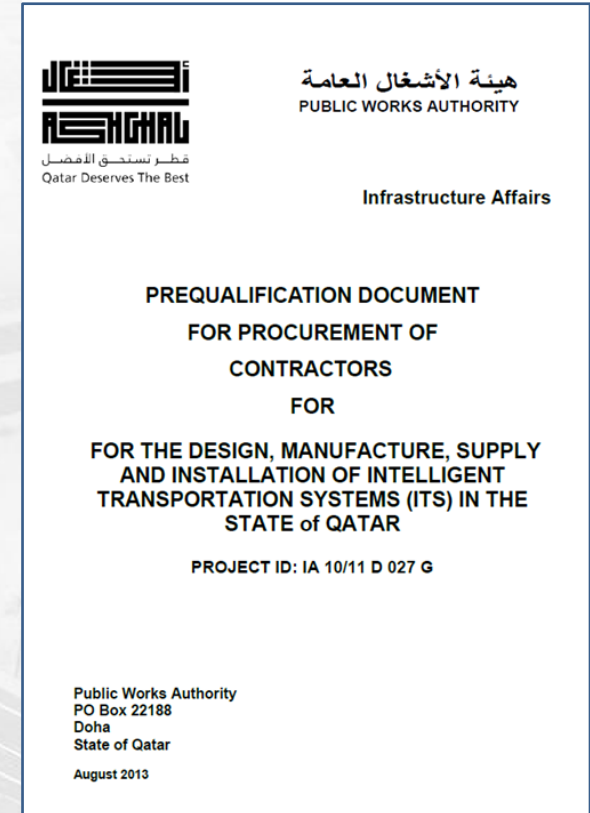 أشغال
ASHGHAL
قطر تستحق الأفضل
Qatar Deserves The Best
هيئة الأشغال العامة
PUBLIC WORKS AUTHORITY
Infrastructure Affairs
PREQUALIFICATION DOCUMENT
FOR PROCUREMENT OF
CONTRACTORS
FOR
FOR THE DESIGN, MANUFACTURE, SUPPLY
AND INSTALLATION OF INTELLIGENT
TRANSPORTATION SYSTEMS (ITS) IN THE
STATE of QATAR
PROJECT ID: IA 10/11 D 027 G
Public Works Authority
PO Box 22188
Doha
State of Qatar
August 2013